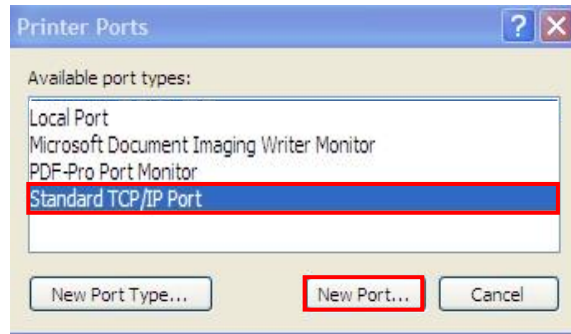 Printer Ports
Available port types:
Local Port
Microsoft Document Imaging Writer Monitor
PDF-Pro Port Monitor
Standard TCP/IP Port
New Port Type... New Port... Cancel